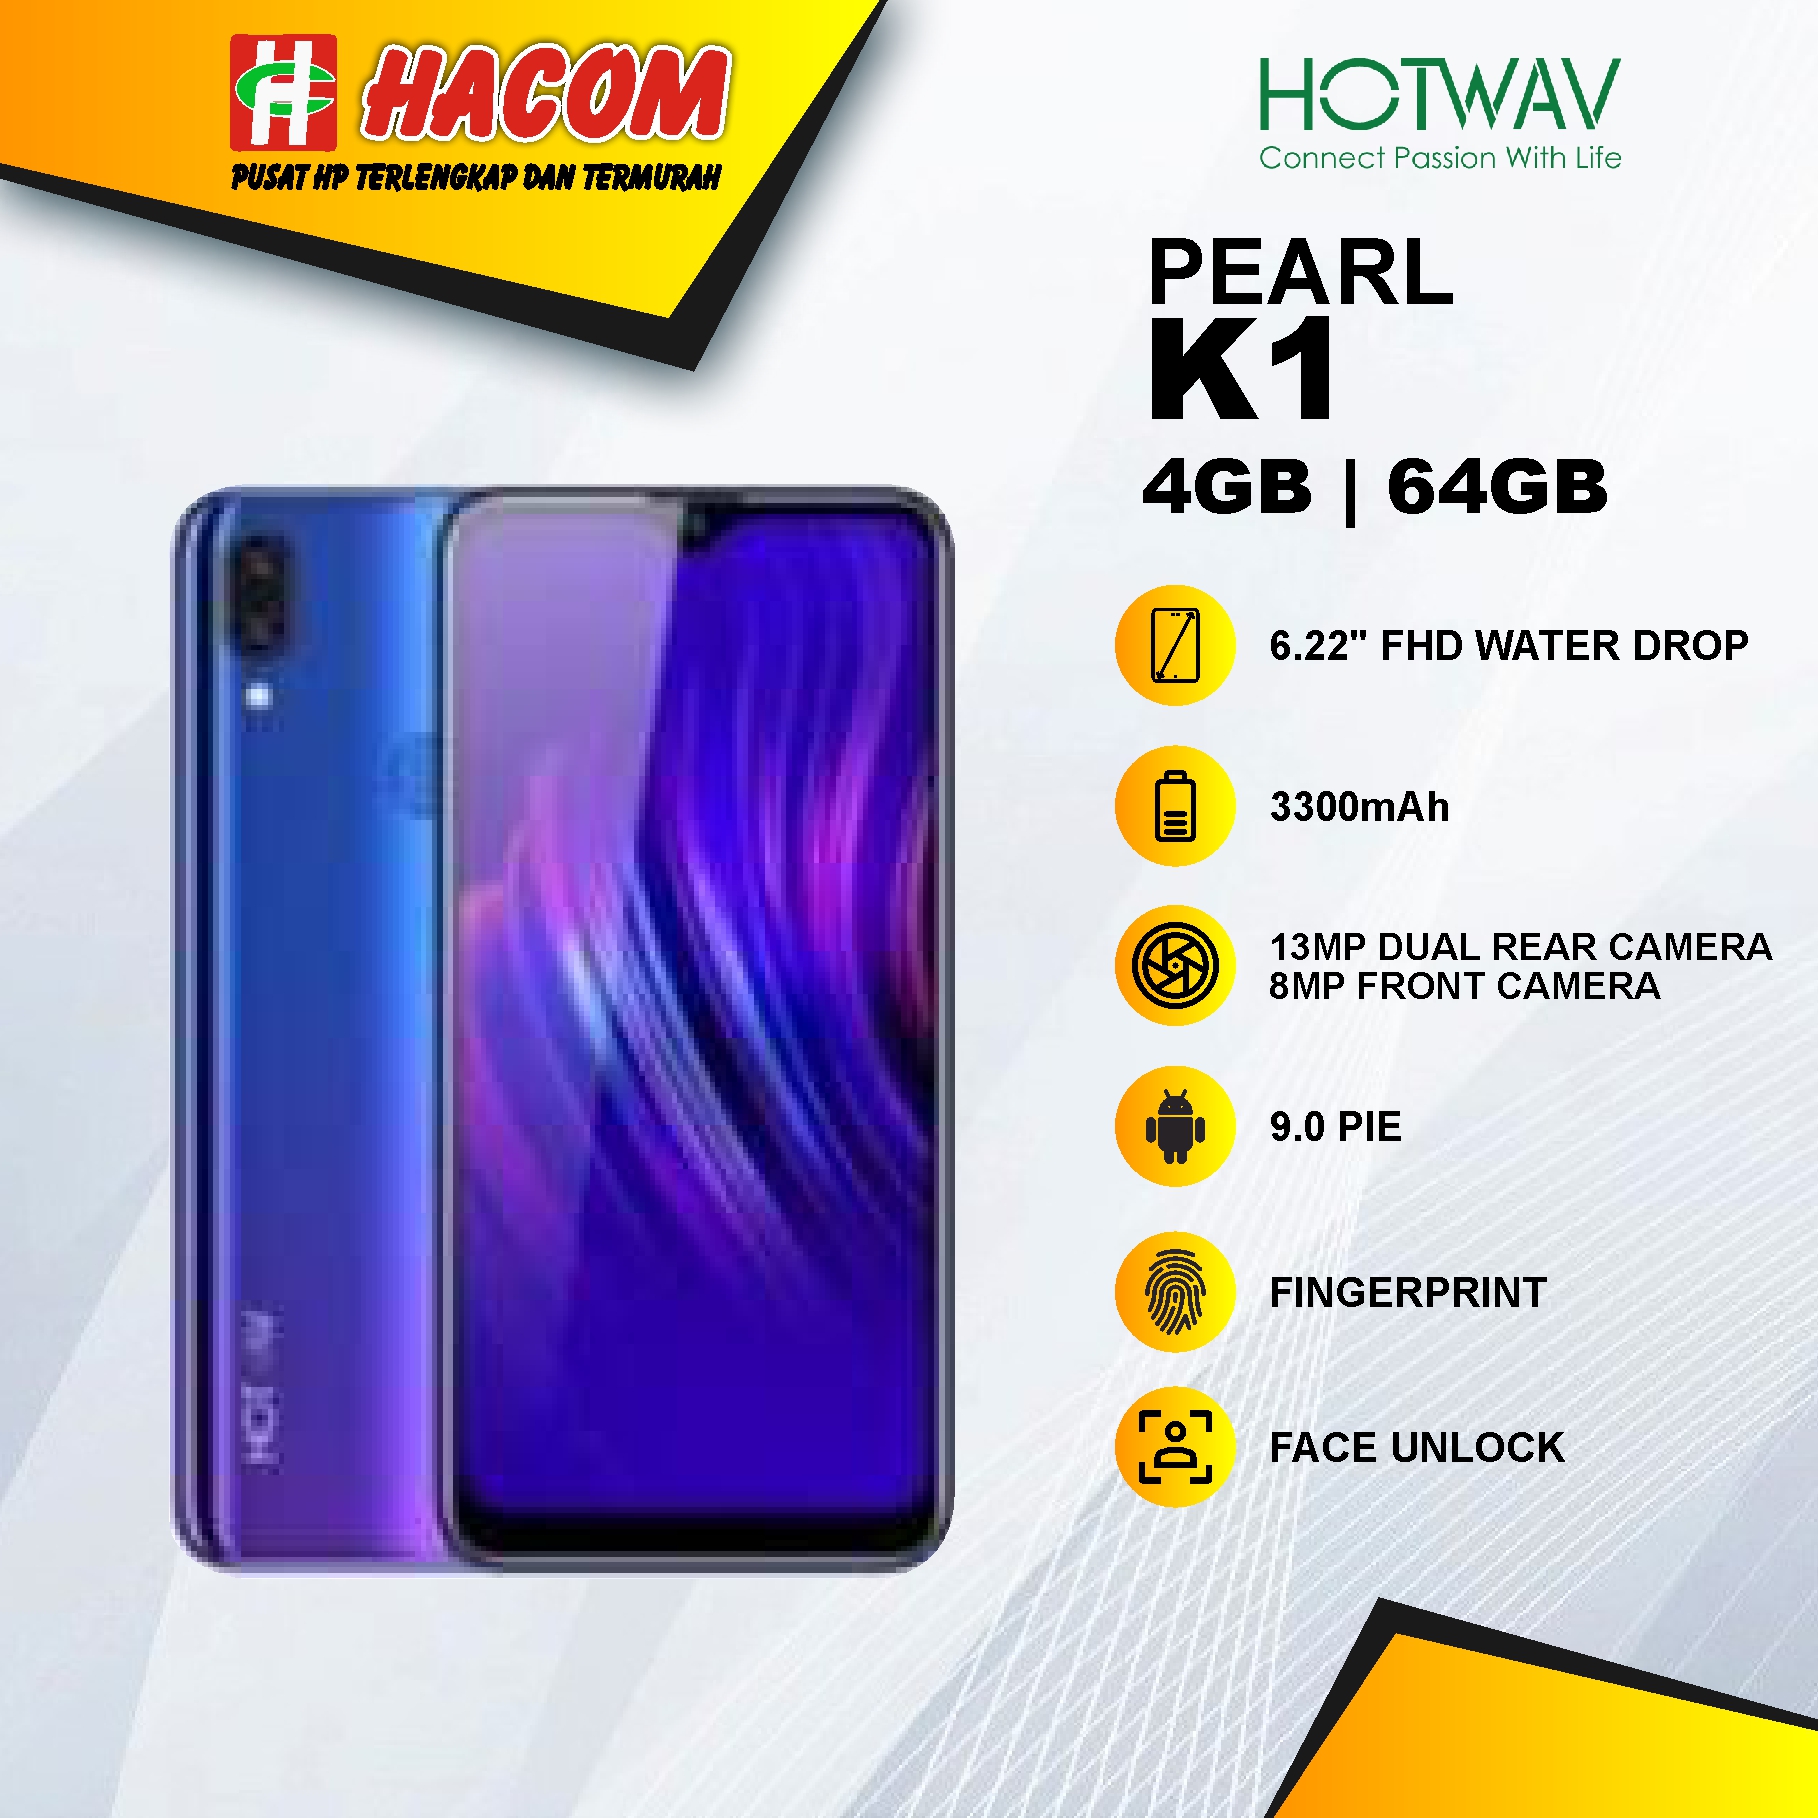 HACOM
PUSAT HP TERLENGKAP DAN TERMURAH
HOTWAV
Connect Passion With Life
PEARL
K1
4GB | 64GB
6.22" FHD WATER DROP
3300mAh
13MP DUAL REAR CAMERA
8MP FRONT CAMERA
9.0 PIE
FINGERPRINT
FACE UNLOCK